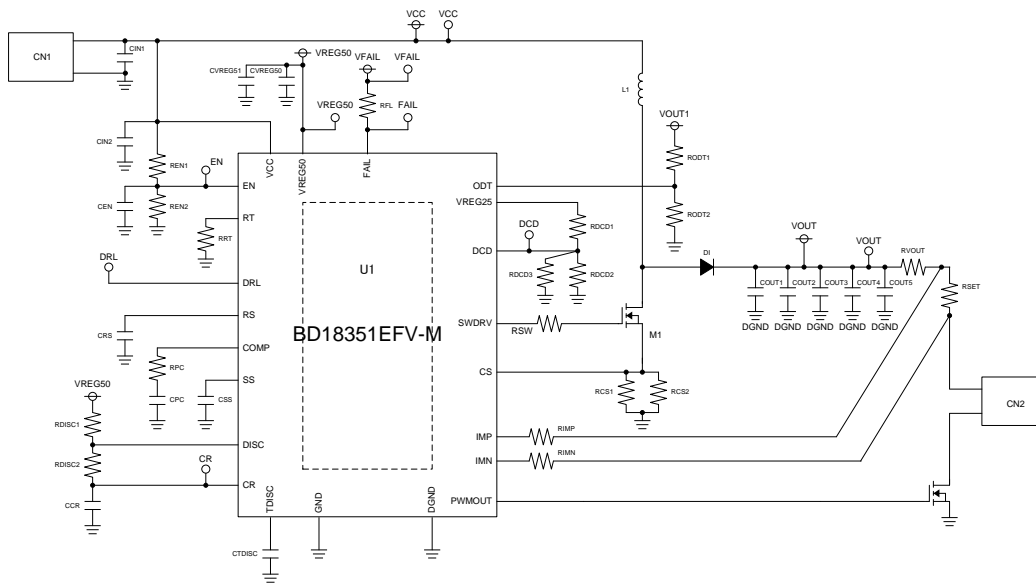 VCC
VCC
CN1
CIN1
VREG50
VFAIL
VFAIL
CVREG51
CVREG50
VREG50
RFL
FAIL
L1
VOUT1
CIN2
REN1
EN
RODT1
VCC
VREG50
FAIL
CEN
REN2
EN
ODT
RT
VREG25
RODT2
RRT
DCD
RDCD1
DRL
DCD
VOUT
VOUT
RVOUT
DI
U1
RDCD3
RDCD2
DRL
COUT1
COUT2
COUT3
COUT4
COUT5
RSET
RS
DGND
DGND
DGND
DGND
DGND
CRS
BD18351EFV-M
SWDRV
RSW
M1
COMP
RPC
SS
CS
VREG50
CPC
CSS
RCS1
RCS2
CN2
RDISC1
DISC
IMP
RIMP
RDISC2
CR
IMN
RIMN
CR
CCR
TDISC
GND
DGND
PWMOUT
CTDISC